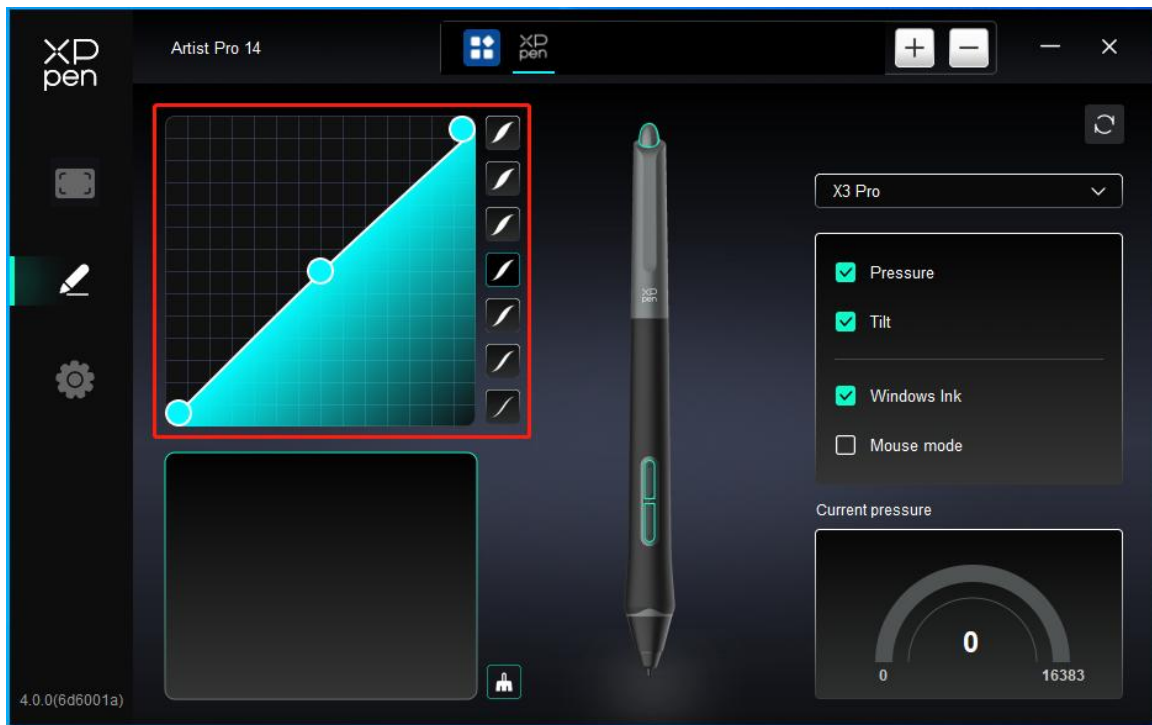 XP
pen
Artist Pro 14
XP
pen
X3 Pro
Pressure
Tilt
XP
pen
Windows Ink
Mouse mode
Current pressure
0
0
16383
4.0.0(6d6001a)